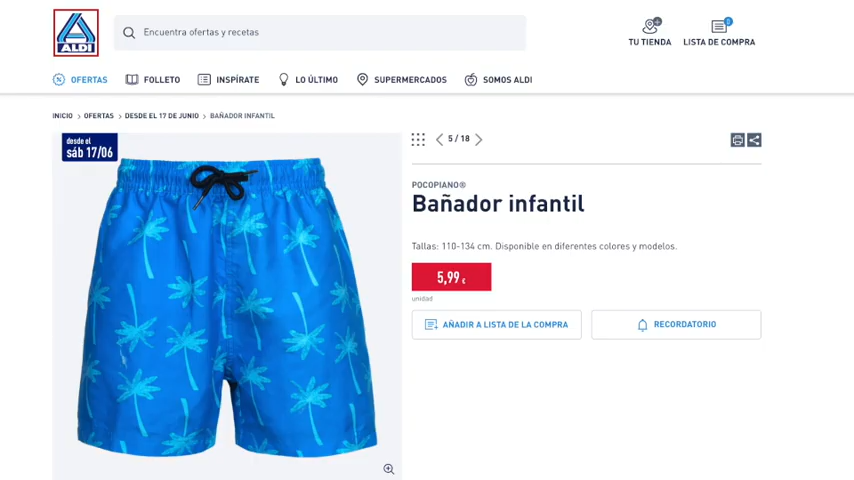 ALDI
Encuentra ofertas y recetas
TU TIENDA
0
LISTA DE COMPRA
OFERTAS
FOLLETO
INSPÍRATE
LO ÚLTIMO
SUPERMERCADOS
SOMOS ALDI
INICIO > OFERTAS > DESDE EL 17 DE JUNIO > BAÑADOR INFANTIL
desde el
sáb 17/06
5 / 18
POCOPIANO®
Bañador infantil
Tallas: 110-134 cm. Disponible en diferentes colores y modelos.
5,99 €
unidad
AÑADIR A LISTA DE LA COMPRA
RECORDATORIO